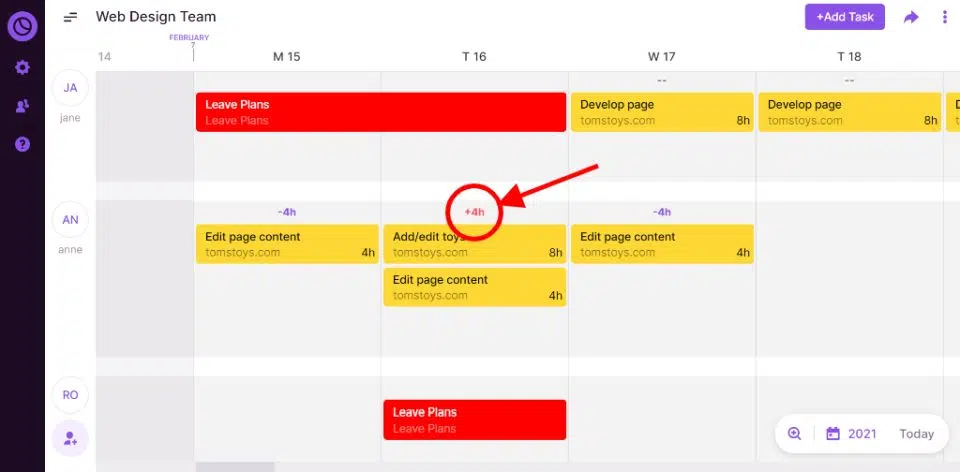 Web Design Team
+Add Task
FEBRUARY
7
14
M 15
T 16
W 17
T 18
JA
jane
--
--
Leave Plans
Leave Plans
Develop page
tomstoys.com
8h
Develop page
tomstoys.com
8h
D
AN
anne
-4h
+4h
-4h
Edit page content
tomstoys.com
4h
Add/edit toys
tomstoys.com
8h
Edit page content
tomstoys.com
4h
Edit page content
tomstoys.com
4h
RO
Leave Plans
Leave Plans
2021
Today